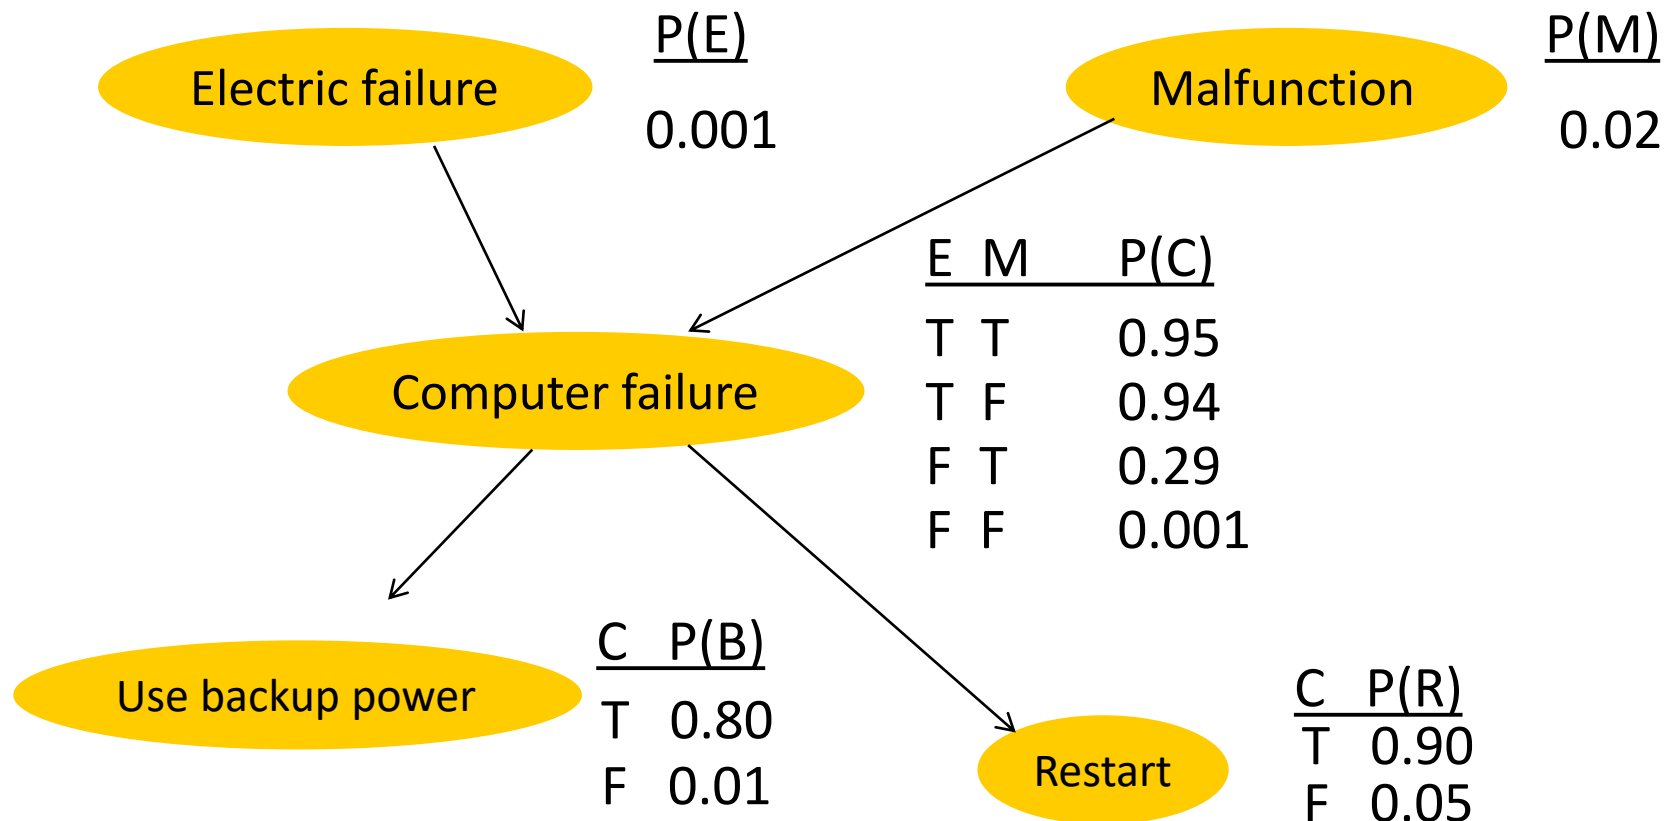 P(E)
P(M)
Electric failure
Malfunction
0.001
0.02
E M P(C)
T T 0.95
T F 0.94
F T 0.29
F F 0.001
Computer failure
C P(B)
T 0.80
F 0.01
Use backup power
C P(R)
T 0.90
F 0.05
Restart